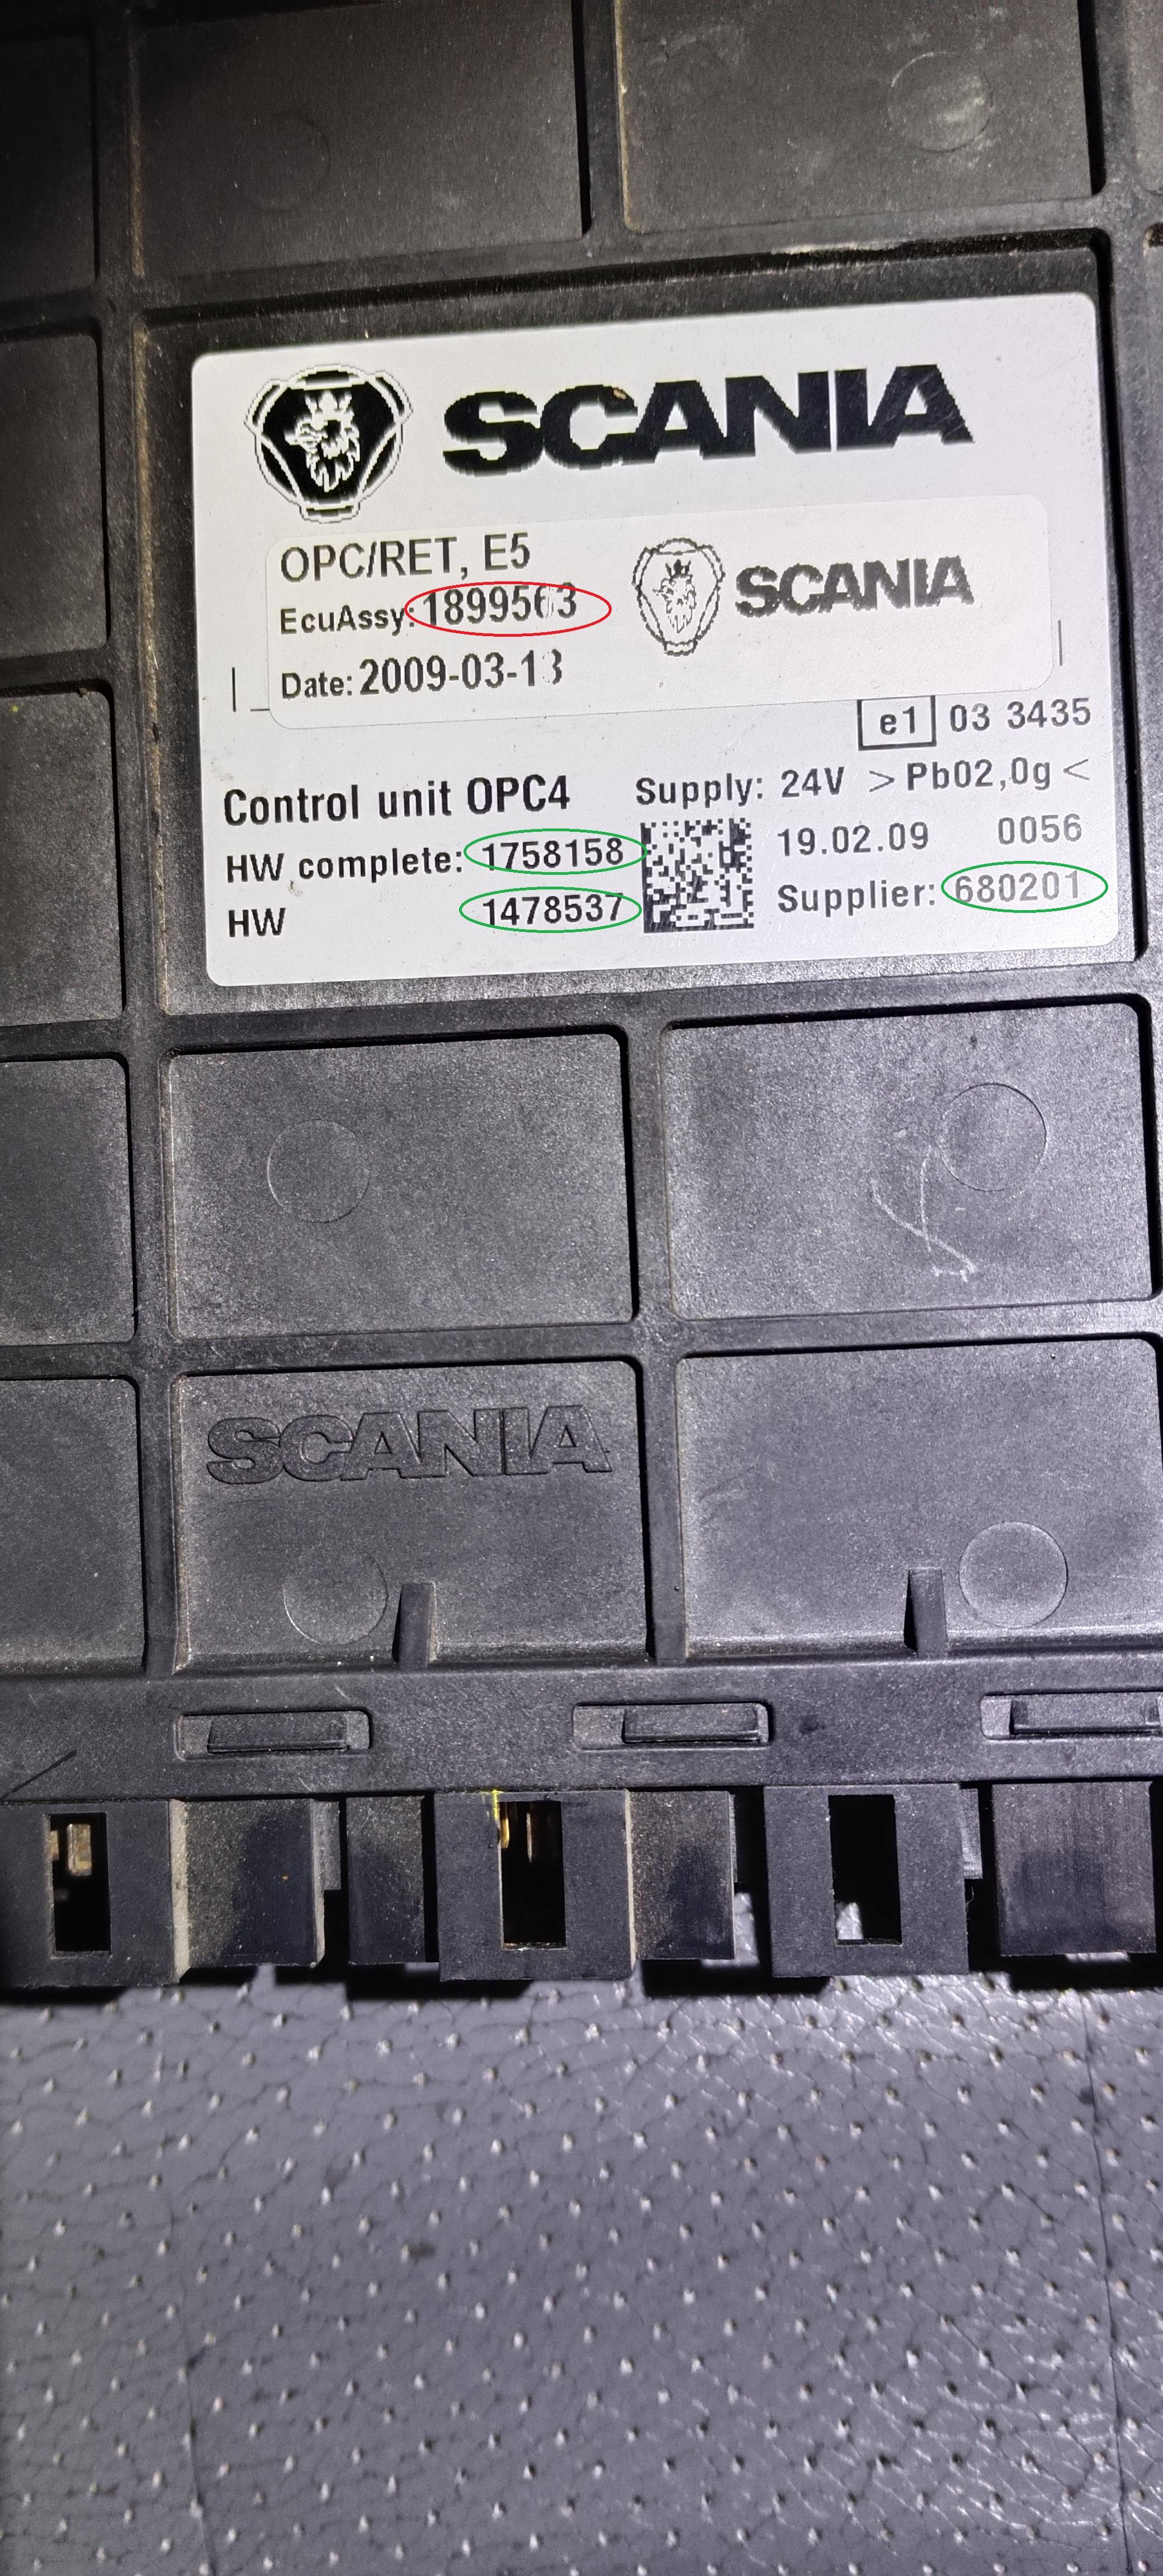 SCANIA
OPC/RET, E5
SCANIA
EcuAssy: 1899563
Date: 2009-03-13
e1 03 3435
Control unit OPC4
Supply: 24V >Pb02,0g<
HW complete: 1758158
19.02.09 0056
HW 1478537
Supplier: 680201
SCANIA